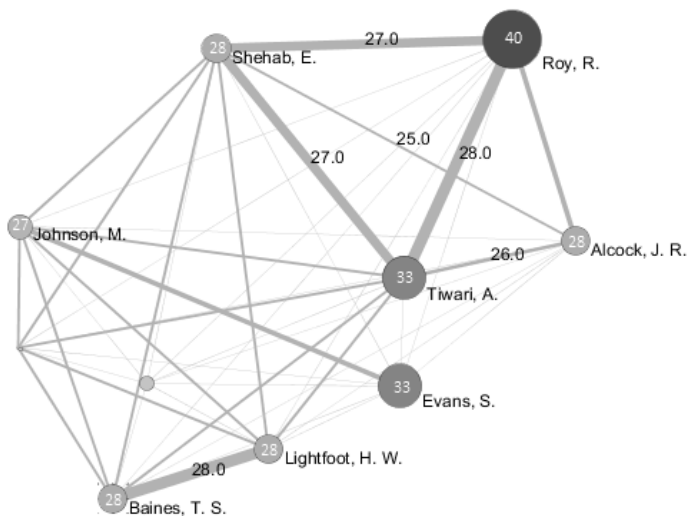 40
27.0
28
Shehab, E.
Roy, R.
25.0
27.0
28.0
27
Johnson, M.
28
Alcock, J. R.
26.0
33
Tiwari, A.
33
Evans, S.
28
Lightfoot, H. W.
28.0
28
Baines, T. S.